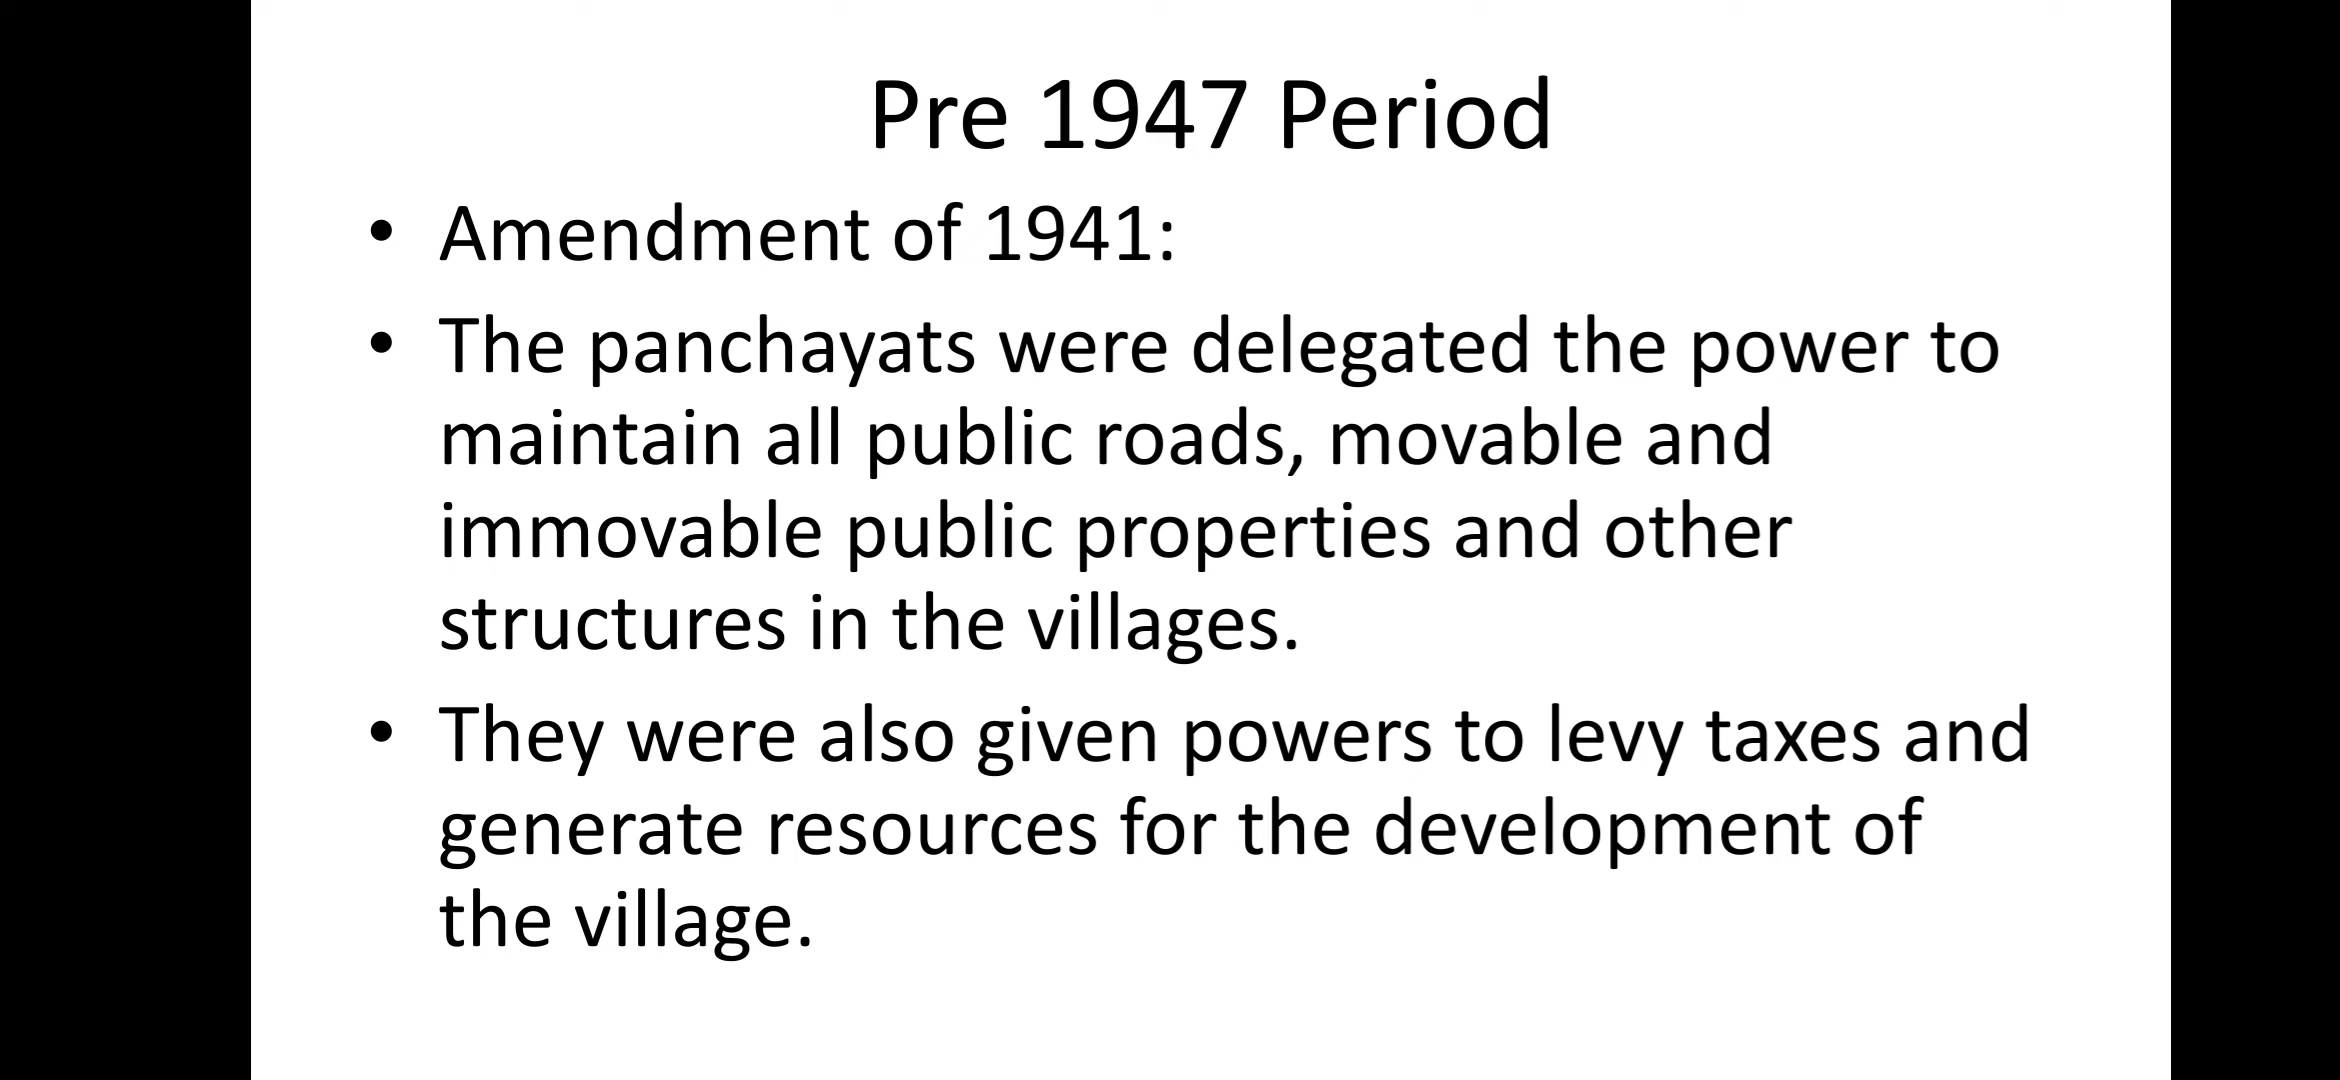 Pre 1947 Period
• Amendment of 1941:
• The panchayats were delegated the power to
maintain all public roads, movable and
immovable public properties and other
structures in the villages.
• They were also given powers to levy taxes and
generate resources for the development of
the village.